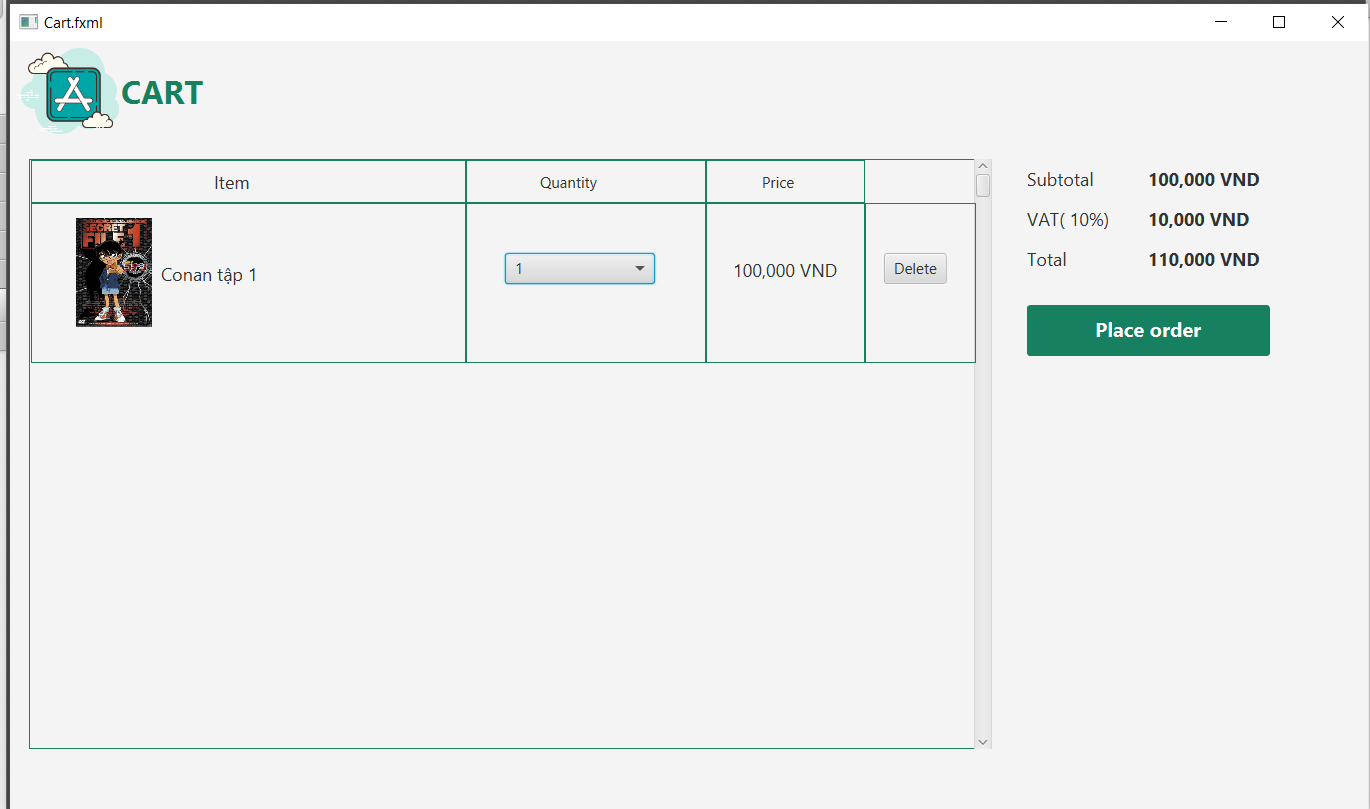 Cart.fxml
CART
Item Quantity Price
SECRET
FILE 1
Conan tập 1
1
100,000 VND
Delete
Subtotal 100,000 VND
VAT( 10%) 10,000 VND
Total 110,000 VND
Place order